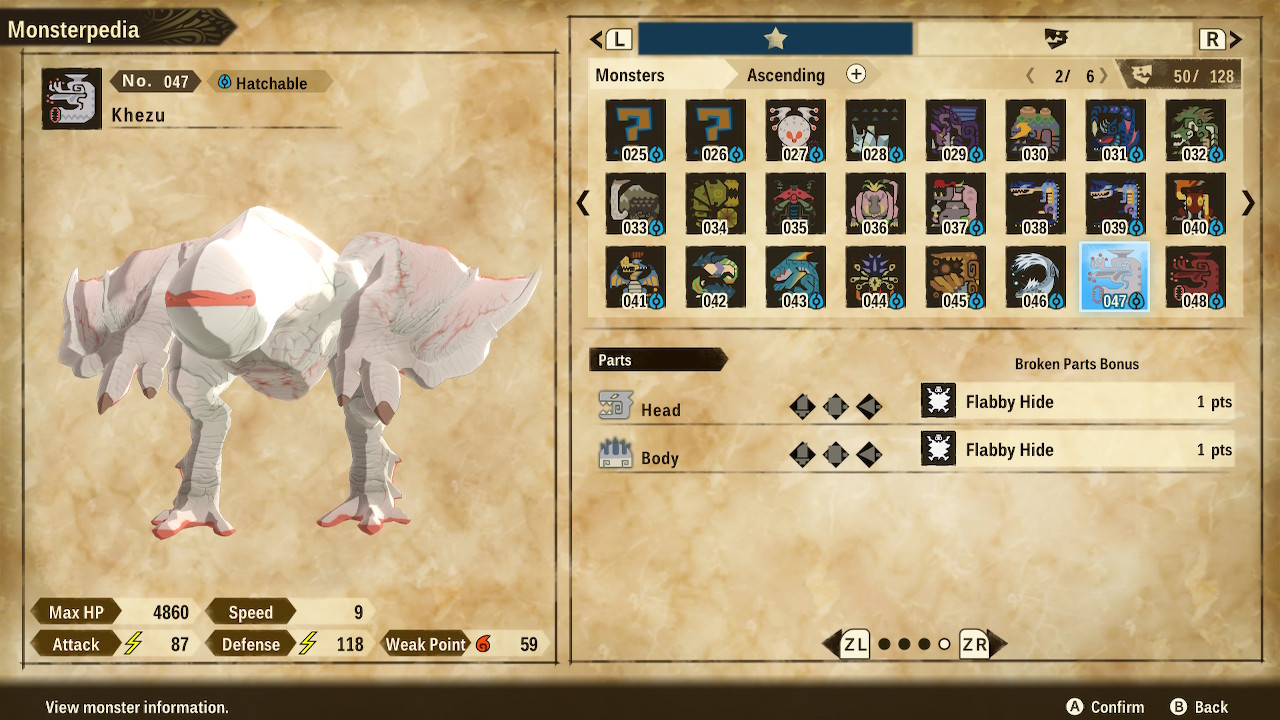 Monsterpedia
No. 047
Hatchable
Khezu
Max HP 4860
Speed 9
Attack 87
Defense 118
Weak Point 59
L
R
Monsters
Ascending
2/ 6
50/ 128
025 026 027 028 029 030 031 032
033 034 035 036 037 038 039 040
041 042 043 044 045 046 047 048
Parts
Broken Parts Bonus
Head
Flabby Hide 1 pts
Body
Flabby Hide 1 pts
ZL ZR
View monster information.
A Confirm B Back